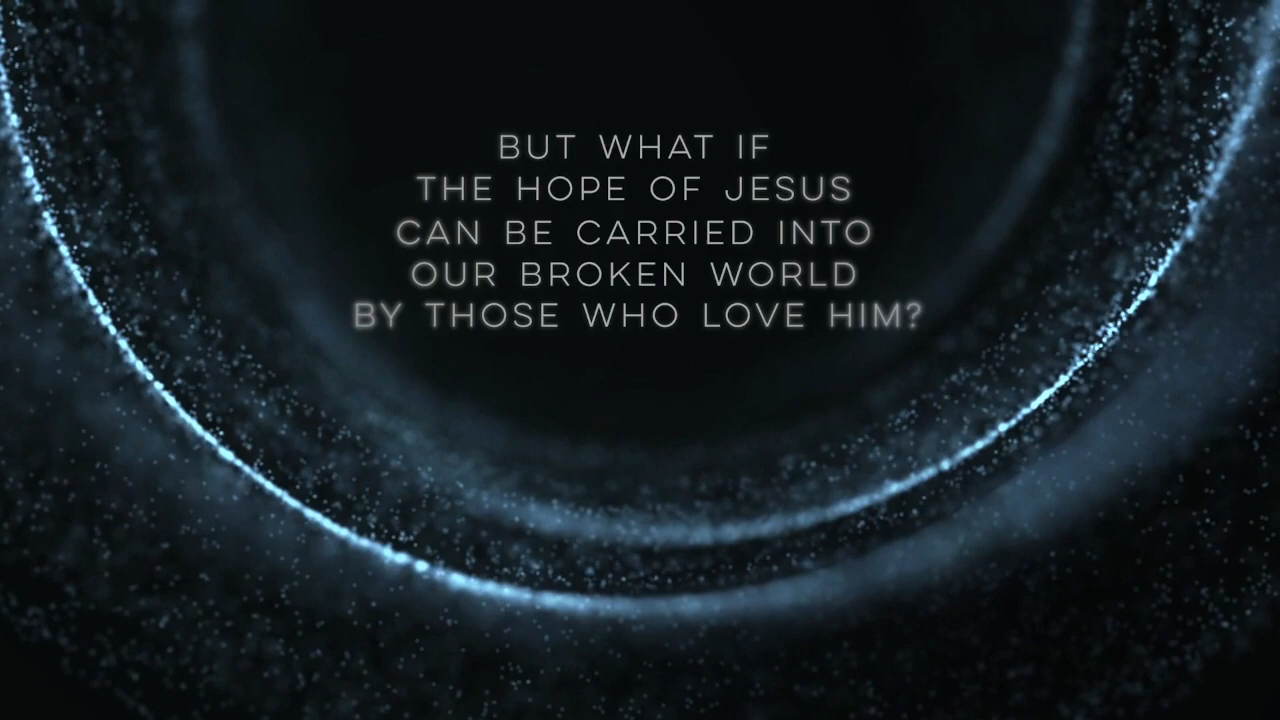 BUT WHAT IF
THE HOPE OF JESUS
CAN BE CARRIED INTO
OUR BROKEN WORLD
BY THOSE WHO LOVE HIM?